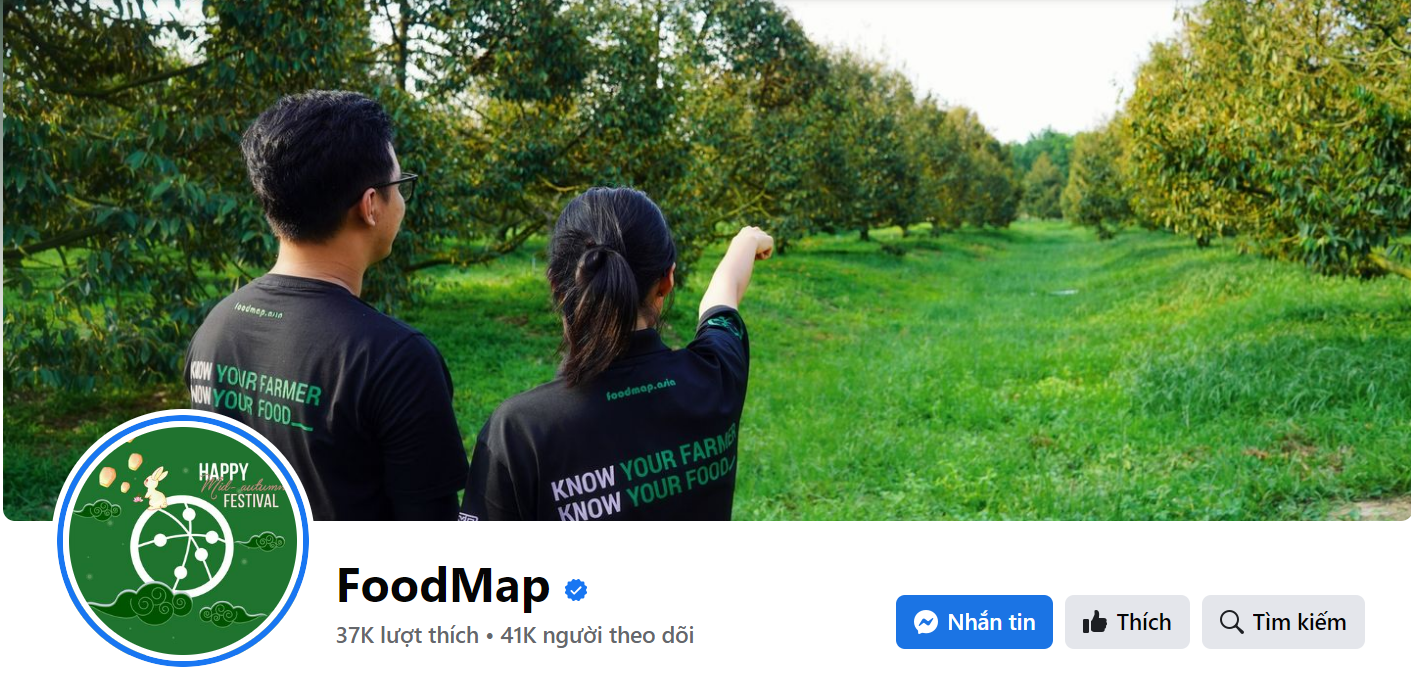 foodmap.asia
KNOW YOUR FARMER
KNOW YOUR FOOD
foodmap.asia
KNOW YOUR FARMER
KNOW YOUR FOOD
HAPPY
Mid-autumn
FESTIVAL
FoodMap
37K lượt thích • 41K người theo dõi
Nhắn tin
Thích
Tìm kiếm